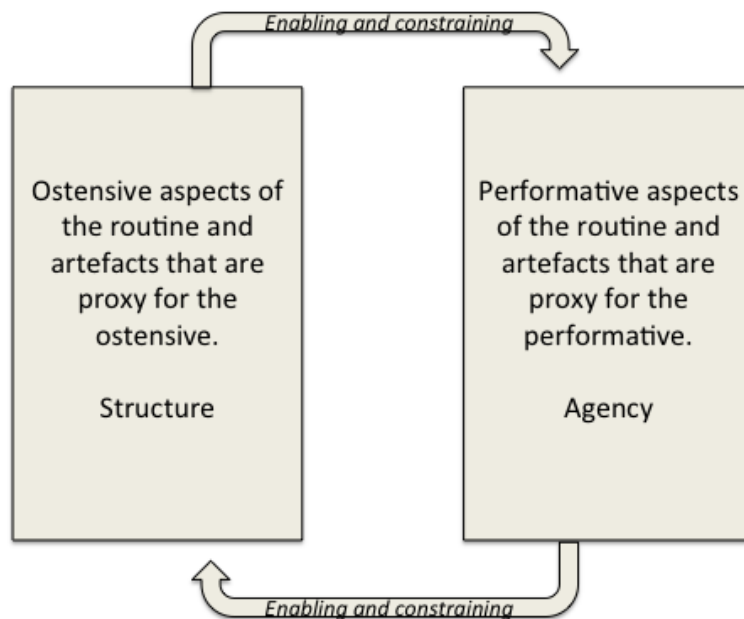 Enabling and constraining
Ostensive aspects of
the routine and
artefacts that are
proxy for the
ostensive.
Structure
Performative aspects
of the routine and
artefacts that are
proxy for the
performative.
Agency
Enabling and constraining